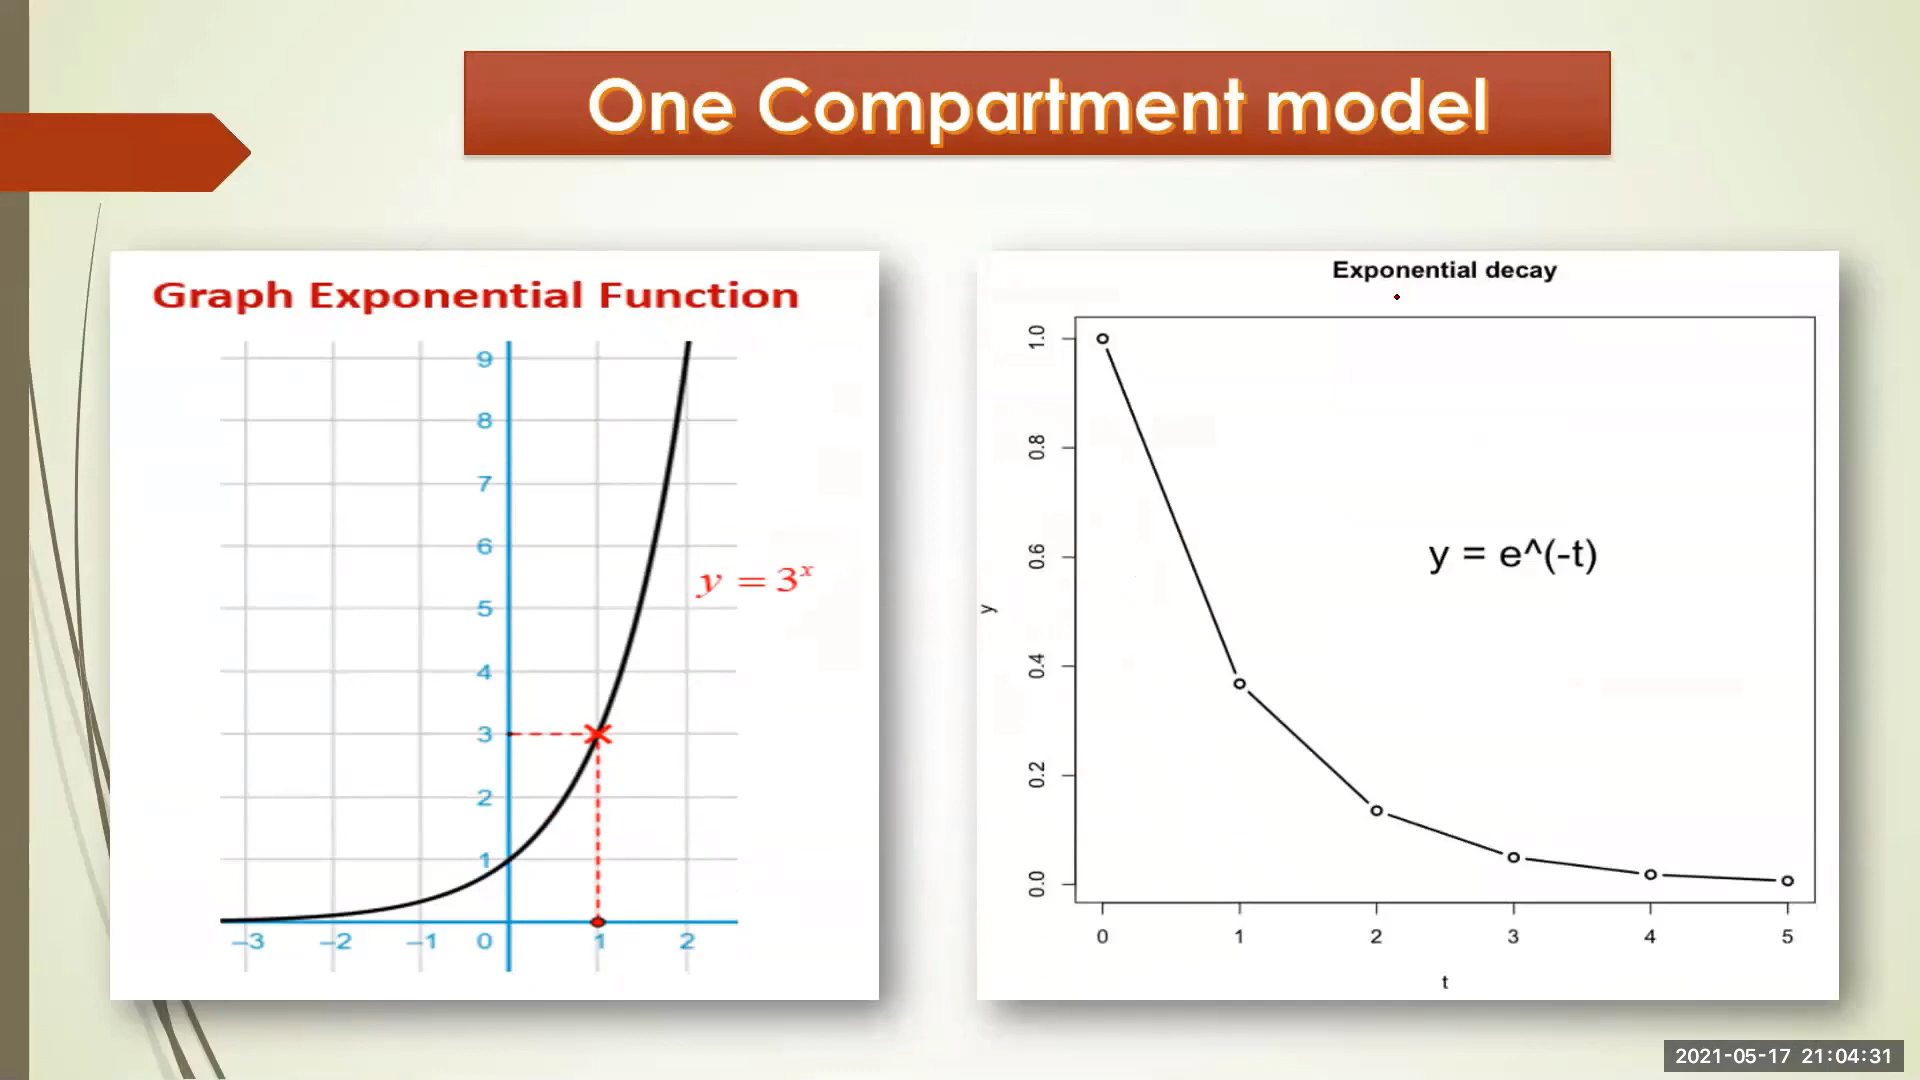 One Compartment model
Graph Exponential Function
9
8
7
6
5
4
3
2
1
y = 3ˣ
–3 –2 –1 0 1 2
Exponential decay
1.0
0.8
0.6
0.4
0.2
0.0
y
y = e^(-t)
0 1 2 3 4 5
t
2021-05-17 21:04:31